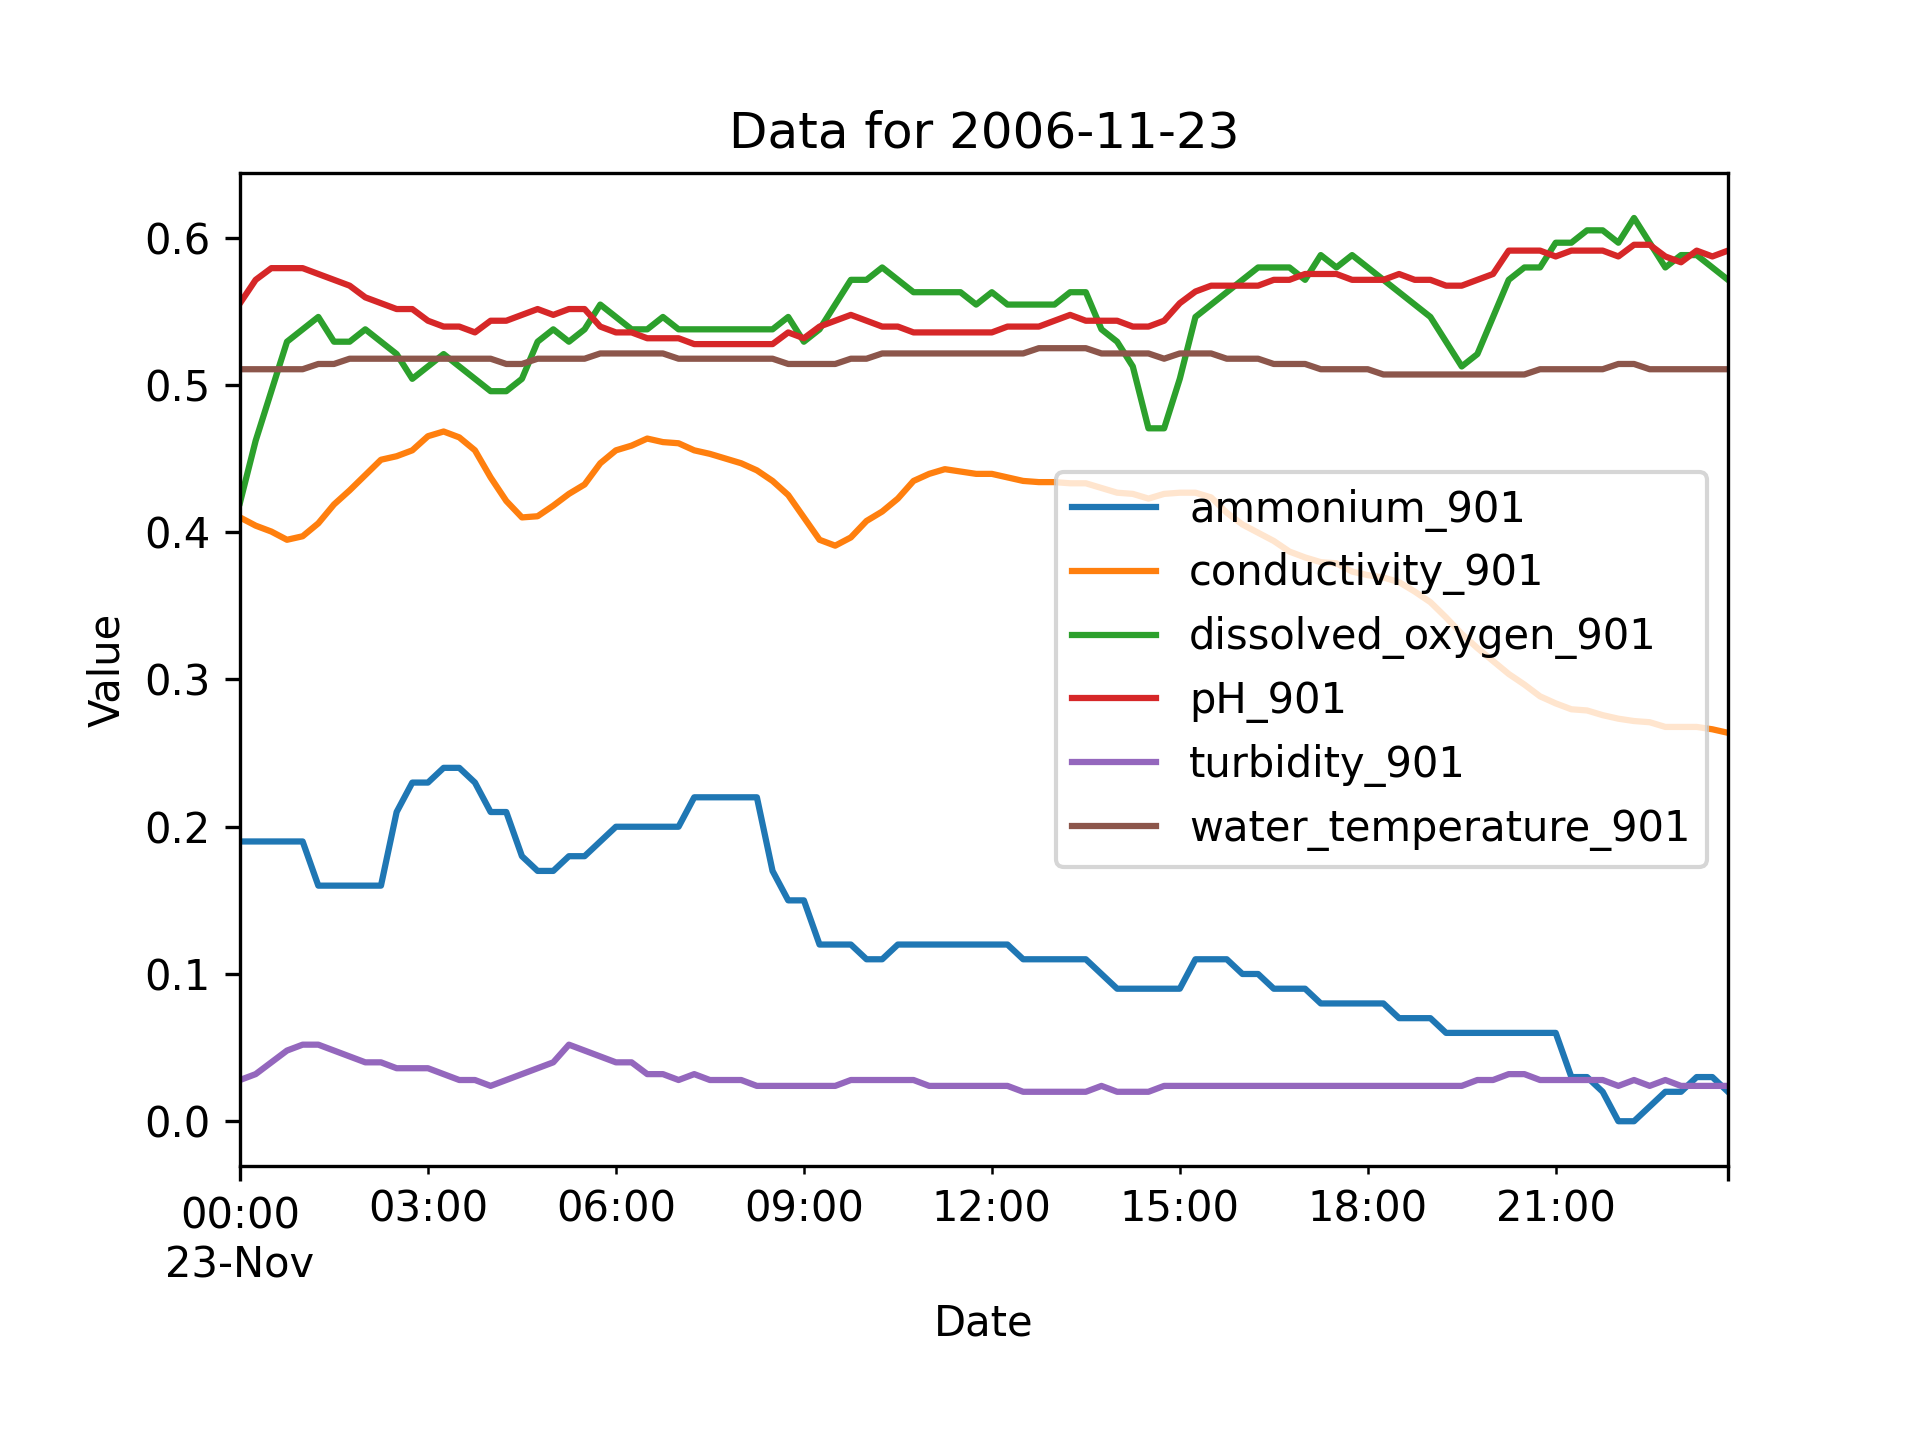 Data for 2006-11-23
0.6
0.5
0.4
0.3
0.2
0.1
0.0
Value
ammonium_901
conductivity_901
dissolved_oxygen_901
pH_901
turbidity_901
water_temperature_901
00:00 03:00 06:00 09:00 12:00 15:00 18:00 21:00
23-Nov
Date